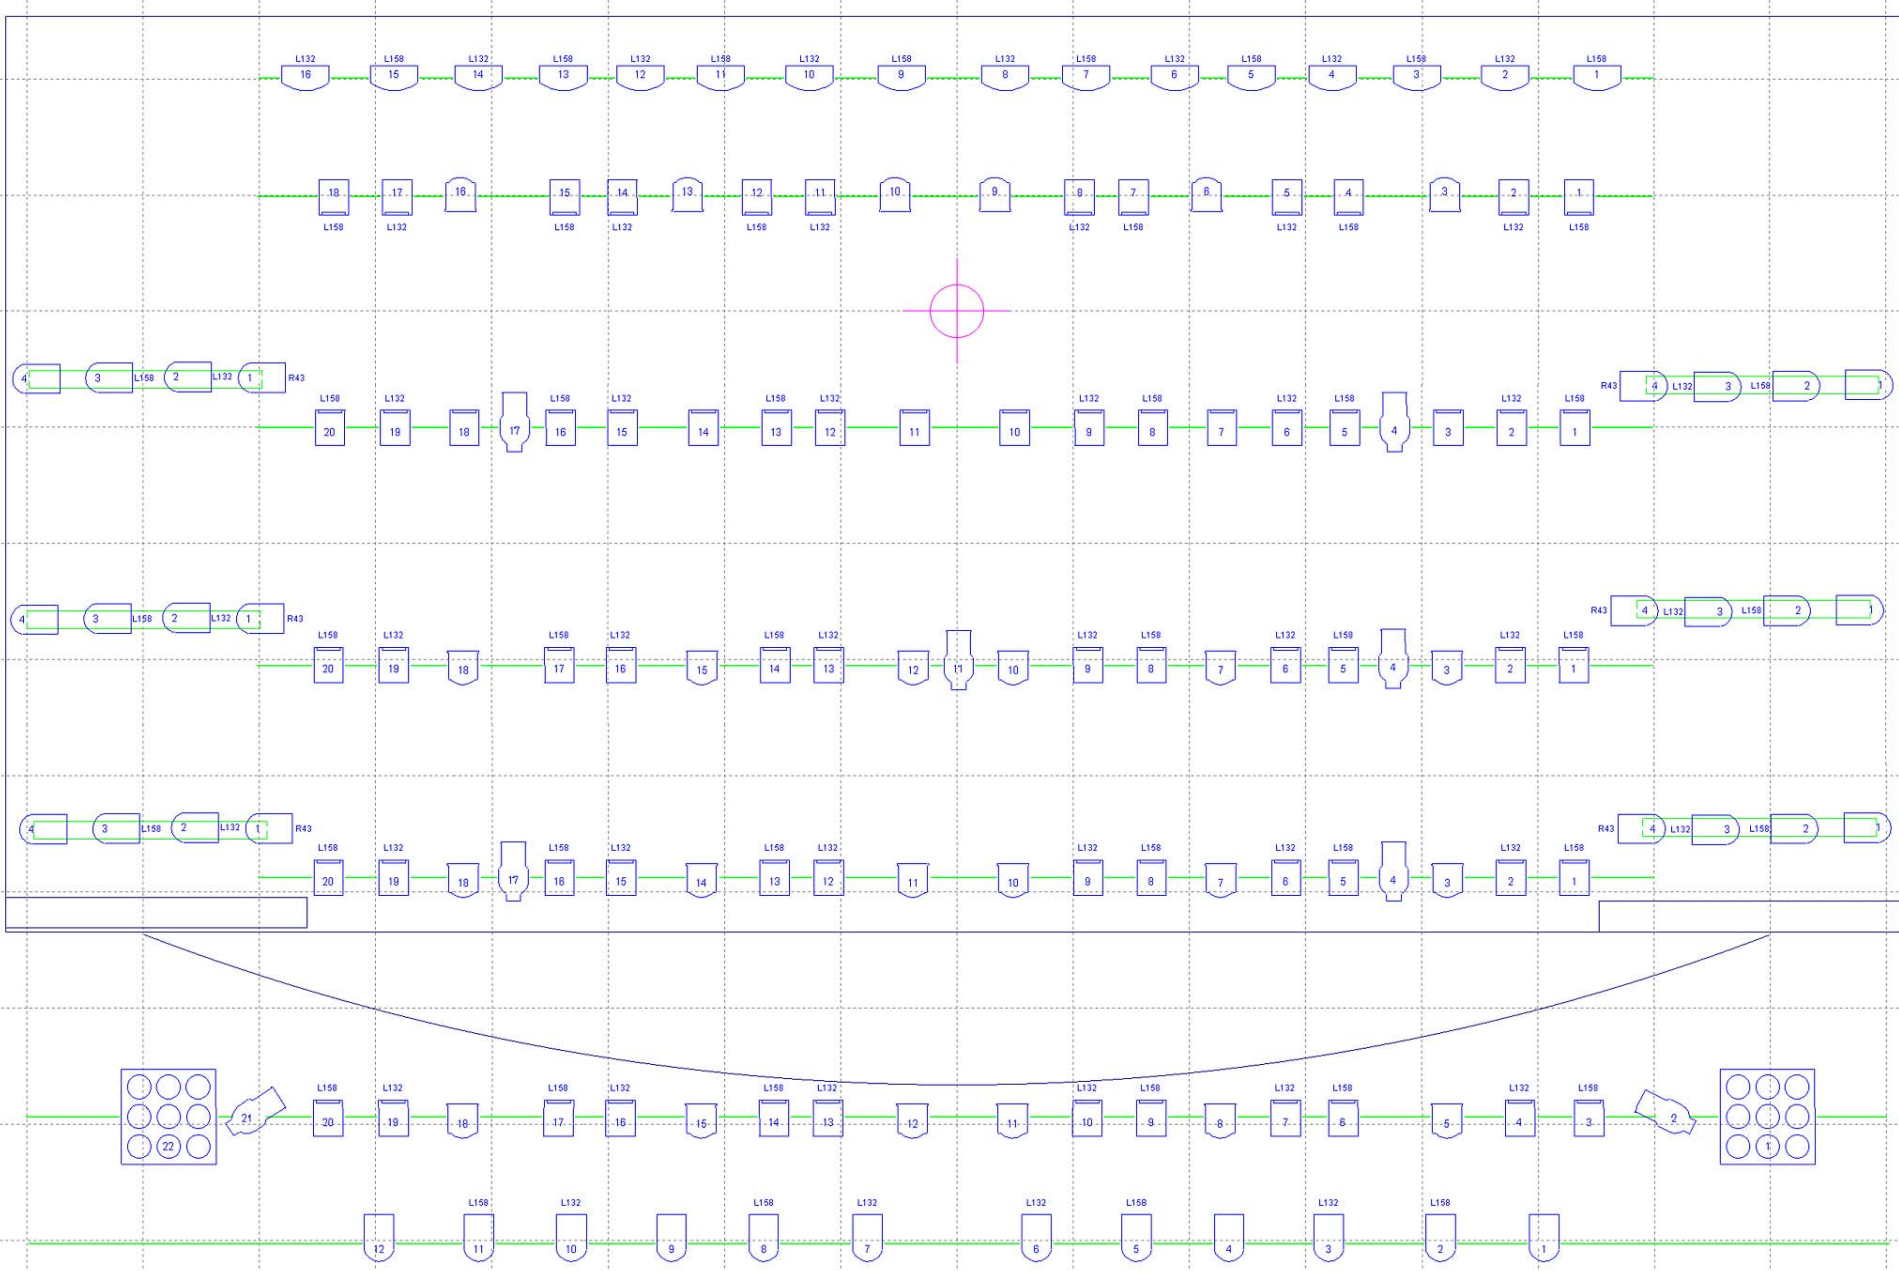 L132 L158 L132 L158 L132 L158 L132 L158 L132 L158 L132 L158 L132 L158 L132 L158
16 15 14 13 12 11 10 9 8 7 6 5 4 3 2 1
18 17 16 15 14 13 12 11 10 9 8 7 6 5 4 3 2 1
L158 L132 L158 L132 L158 L132 L132 L158 L132 L158 L132 L158
4 3 L158 2 L132 1 R43 R43 4 L132 3 L158 2 1
L158 L132 L158 L132 L158 L132 L132 L158 L132 L158 L132 L158
20 19 18 17 16 15 14 13 12 11 10 9 8 7 6 5 4 3 2 1
4 3 L158 2 L132 1 R43 R43 4 L132 3 L158 2 1
L158 L132 L158 L132 L158 L132 L132 L158 L132 L158 L132 L158
20 19 18 17 16 15 14 13 12 11 10 9 8 7 6 5 4 3 2 1
4 3 L158 2 L132 1 R43 R43 4 L132 3 L158 2 1
L158 L132 L158 L132 L158 L132 L132 L158 L132 L158 L132 L158
20 19 18 17 16 15 14 13 12 11 10 9 8 7 6 5 4 3 2 1
L158 L132 L158 L132 L158 L132 L132 L158 L132 L158 L132 L158
22 21 20 19 18 17 16 15 14 13 12 11 10 9 8 7 6 5 4 3 2 1
L158 L132 L158 L132 L132 L158 L132 L158
12 11 10 9 8 7 6 5 4 3 2 1